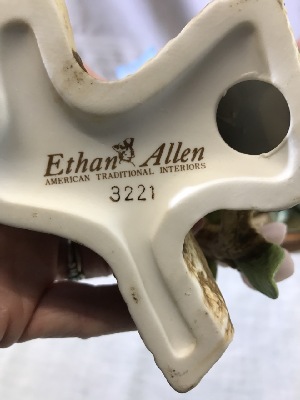 Ethan Allen
AMERICAN TRADITIONAL INTERIORS
3221